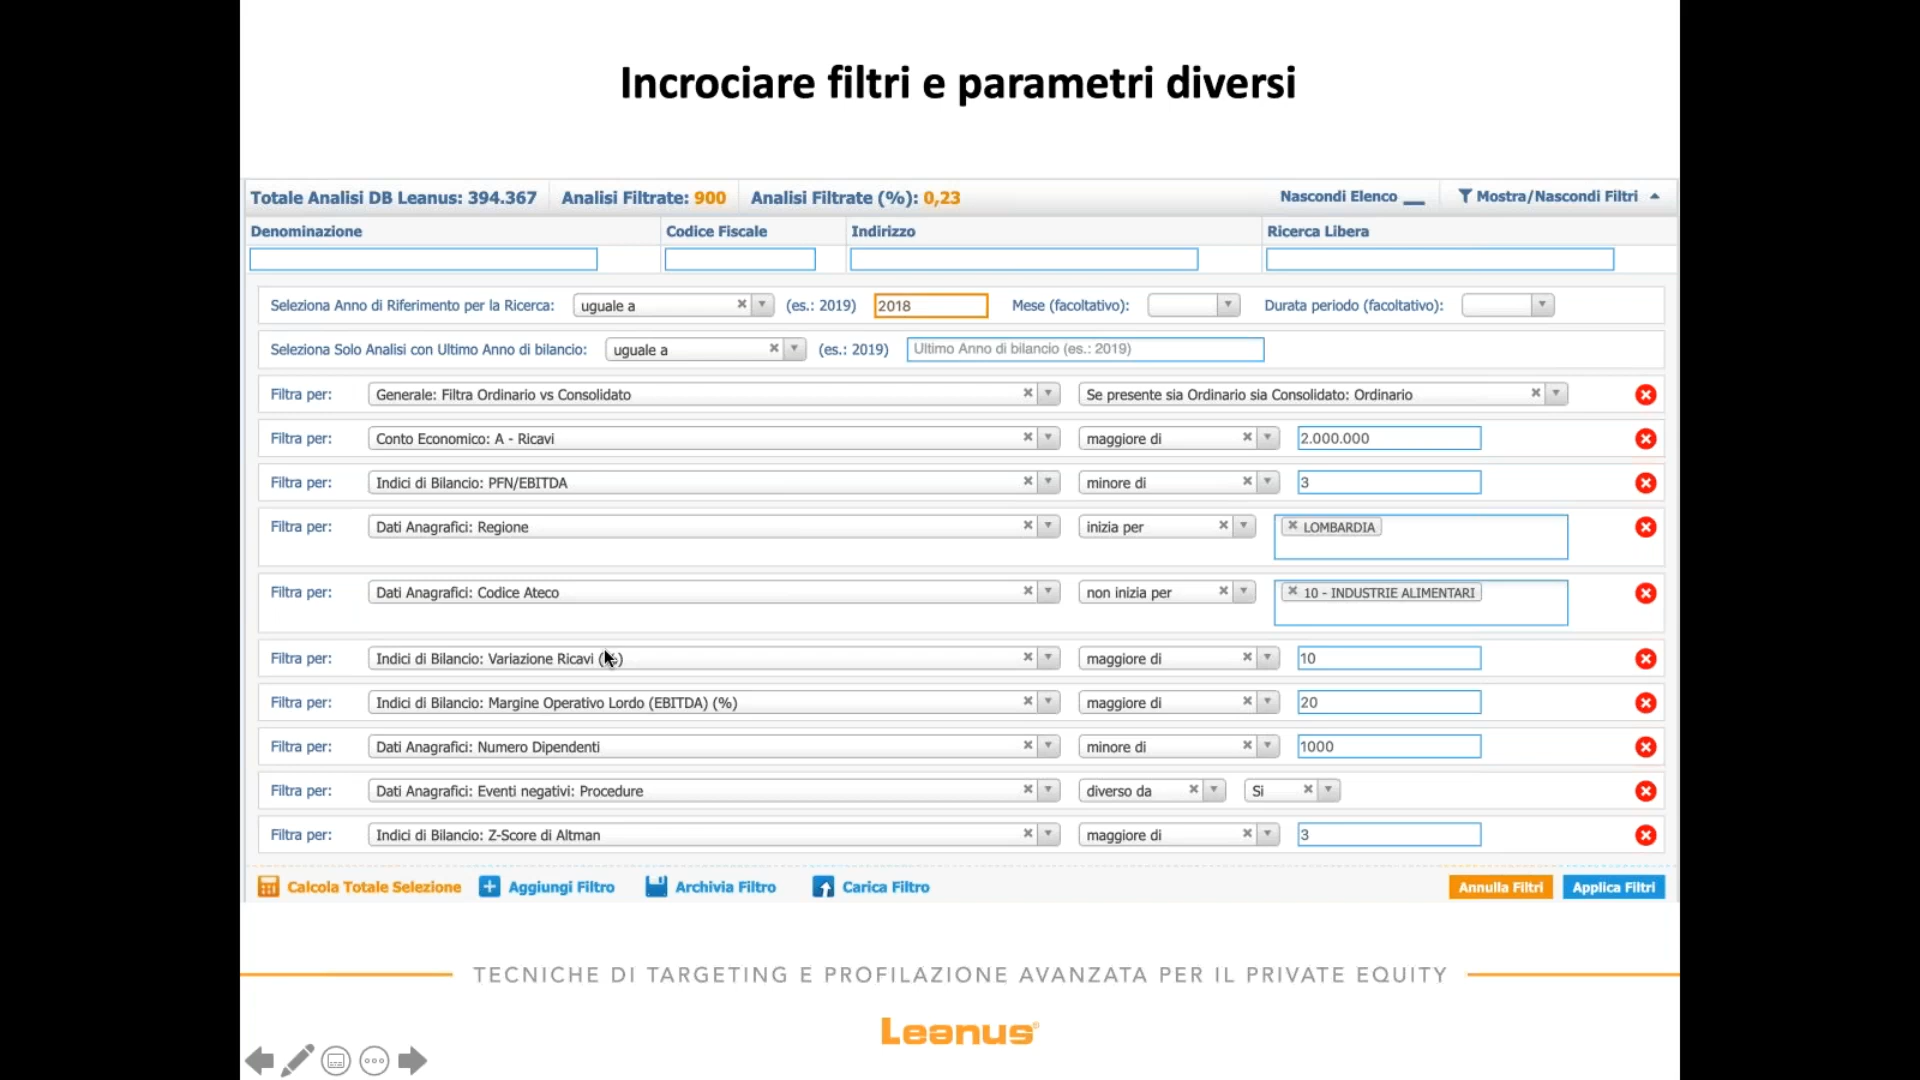 Incrociare filtri e parametri diversi
Totale Analisi DB Leanus: 394.367 Analisi Filtrate: 900 Analisi Filtrate (%): 0,23 Nascondi Elenco Mostra/Nascondi Filtri
Denominazione Codice Fiscale Indirizzo Ricerca Libera
Seleziona Anno di Riferimento per la Ricerca: uguale a (es.: 2019) 2018 Mese (facoltativo): Durata periodo (facoltativo):
Seleziona Solo Analisi con Ultimo Anno di bilancio: uguale a (es.: 2019) Ultimo Anno di bilancio (es.: 2019)
Filtra per: Generale: Filtra Ordinario vs Consolidato Se presente sia Ordinario sia Consolidato: Ordinario
Filtra per: Conto Economico: A - Ricavi maggiore di 2.000.000
Filtra per: Indici di Bilancio: PFN/EBITDA minore di 3
Filtra per: Dati Anagrafici: Regione inizia per LOMBARDIA
Filtra per: Dati Anagrafici: Codice Ateco non inizia per 10 - INDUSTRIE ALIMENTARI
Filtra per: Indici di Bilancio: Variazione Ricavi (%) maggiore di 10
Filtra per: Indici di Bilancio: Margine Operativo Lordo (EBITDA) (%) maggiore di 20
Filtra per: Dati Anagrafici: Numero Dipendenti minore di 1000
Filtra per: Dati Anagrafici: Eventi negativi: Procedure diverso da Si
Filtra per: Indici di Bilancio: Z-Score di Altman maggiore di 3
Calcola Totale Selezione Aggiungi Filtro Archivia Filtro Carica Filtro Annulla Filtri Applica Filtri
TECNICHE DI TARGETING E PROFILAZIONE AVANZATA PER IL PRIVATE EQUITY
Leanus®